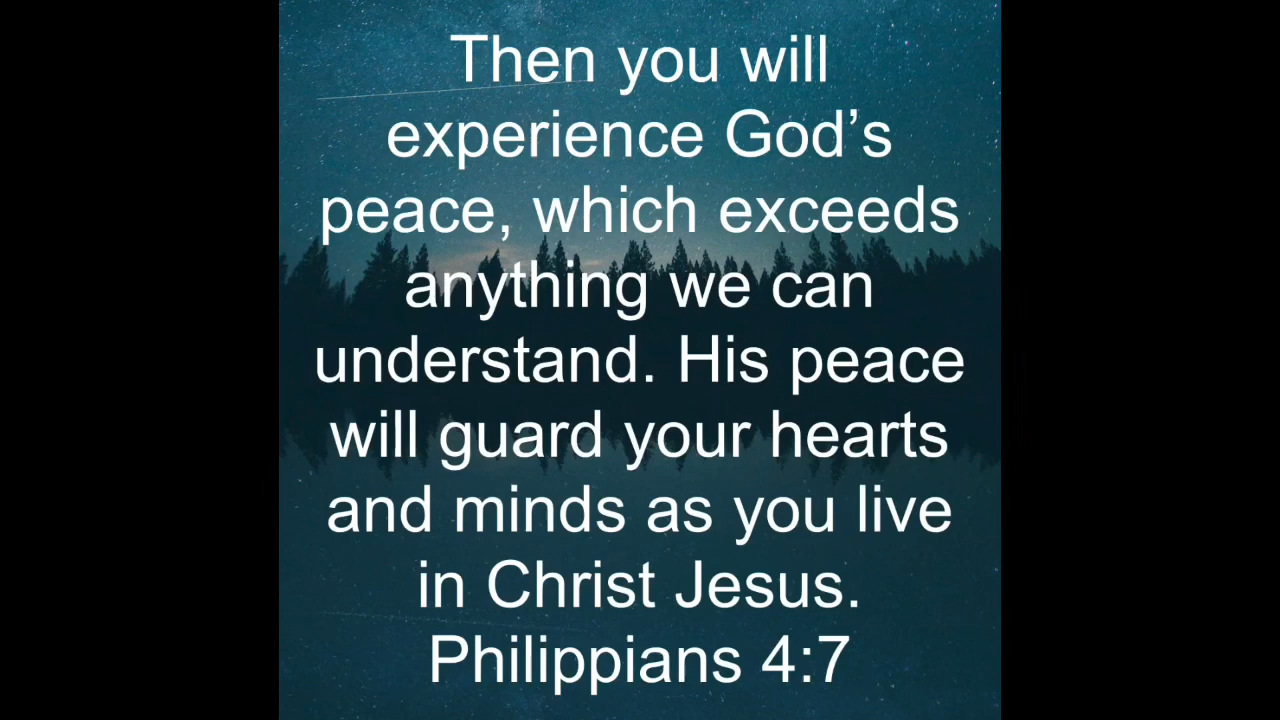 Then you will
experience God’s
peace, which exceeds
anything we can
understand. His peace
will guard your hearts
and minds as you live
in Christ Jesus.
Philippians 4:7